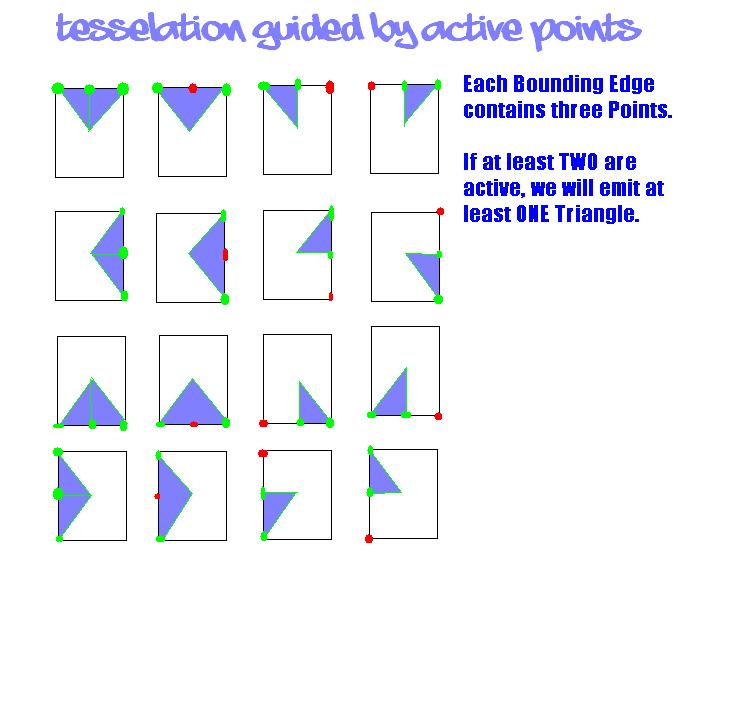 tesselation guided by active points
Each Bounding Edge
contains three Points.
If at least TWO are
active, we will emit at
least ONE Triangle.